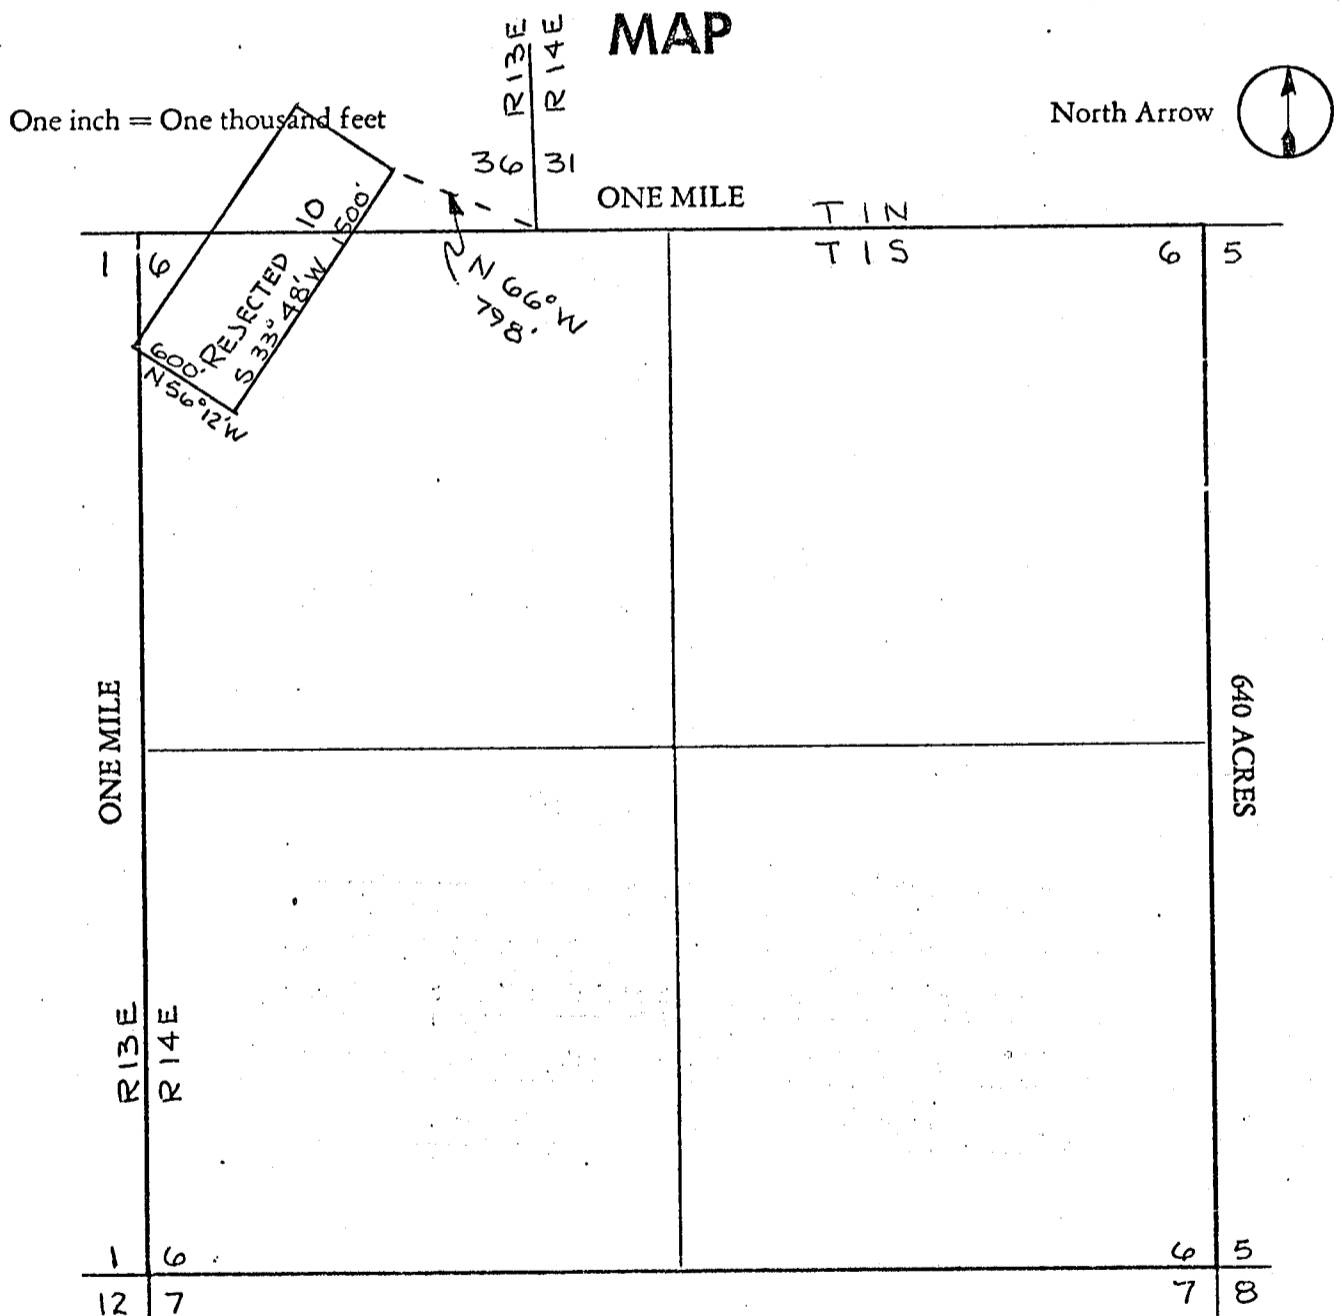 MAP
R13E
R14E
One inch = One thousand feet
North Arrow
36 31
ONE MILE
T1N
T1S
1 6
6 5
REJECTED 10
S 33° 48' W 1500'
600'
N56°12'W
N 66° W
798'
ONE MILE
640 ACRES
R13E
R14E
1 6
6 5
12 7
7 8